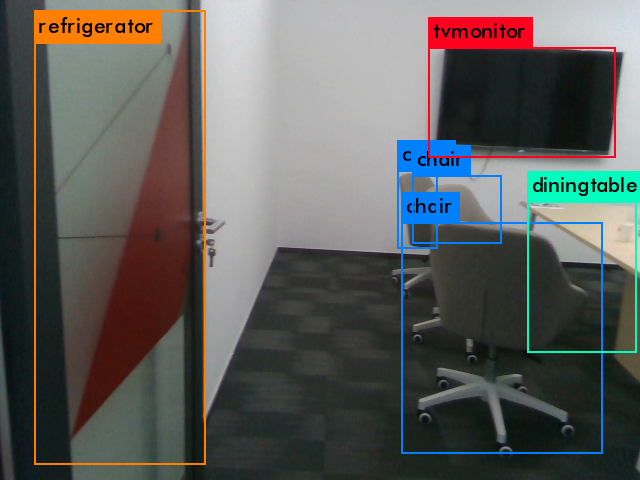 refrigerator
tvmonitor
chair
chair
diningtable